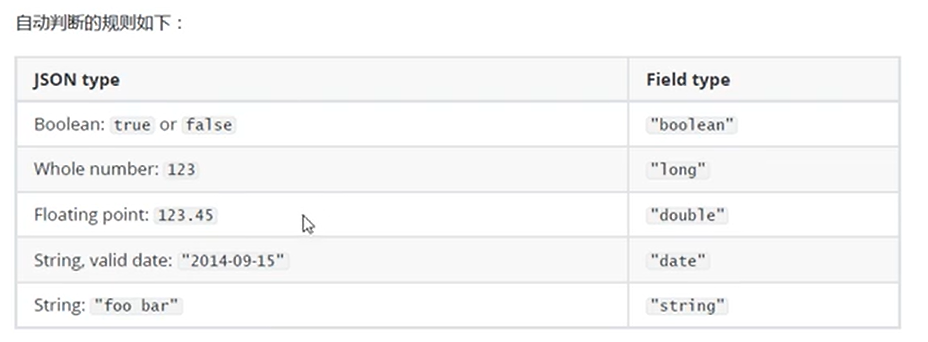 自动判断的规则如下：
JSON type Field type
Boolean: true or false "boolean"
Whole number: 123 "long"
Floating point: 123.45 "double"
String, valid date: "2014-09-15" "date"
String: "foo bar" "string"